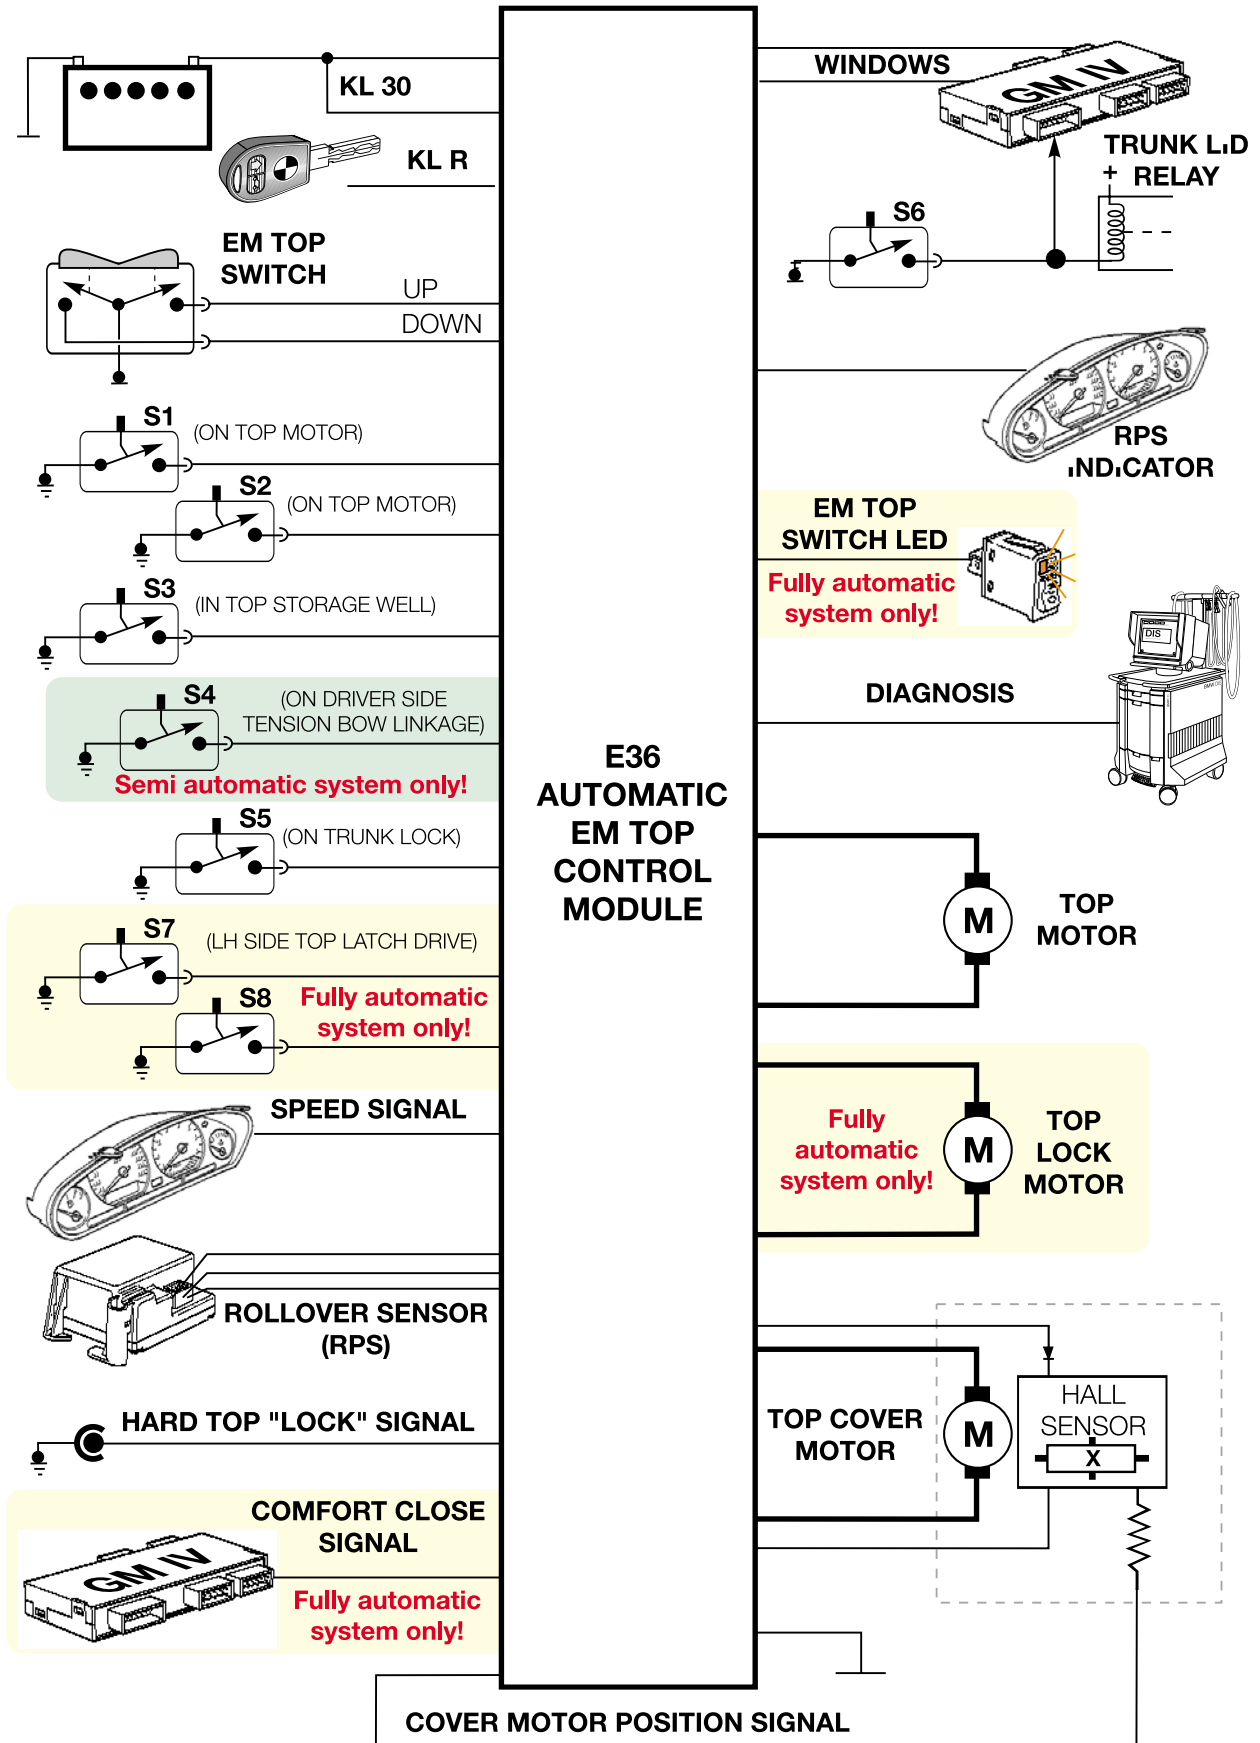 KL 30
KL R
EM TOP
SWITCH
UP
DOWN
S1
(ON TOP MOTOR)
S2
(ON TOP MOTOR)
S3
(IN TOP STORAGE WELL)
S4
(ON DRIVER SIDE
TENSION BOW LINKAGE)
Semi automatic system only!
S5
(ON TRUNK LOCK)
S7
(LH SIDE TOP LATCH DRIVE)
S8
Fully automatic
system only!
SPEED SIGNAL
ROLLOVER SENSOR
(RPS)
HARD TOP "LOCK" SIGNAL
COMFORT CLOSE
SIGNAL
GM IV
Fully automatic
system only!
E36
AUTOMATIC
EM TOP
CONTROL
MODULE
WINDOWS
GM IV
TRUNK LID
+ RELAY
S6
RPS
INDICATOR
EM TOP
SWITCH LED
Fully automatic
system only!
DIS
DIAGNOSIS
M
TOP
MOTOR
Fully
automatic
system only!
M
TOP
LOCK
MOTOR
TOP COVER
MOTOR
M
HALL
SENSOR
X
COVER MOTOR POSITION SIGNAL